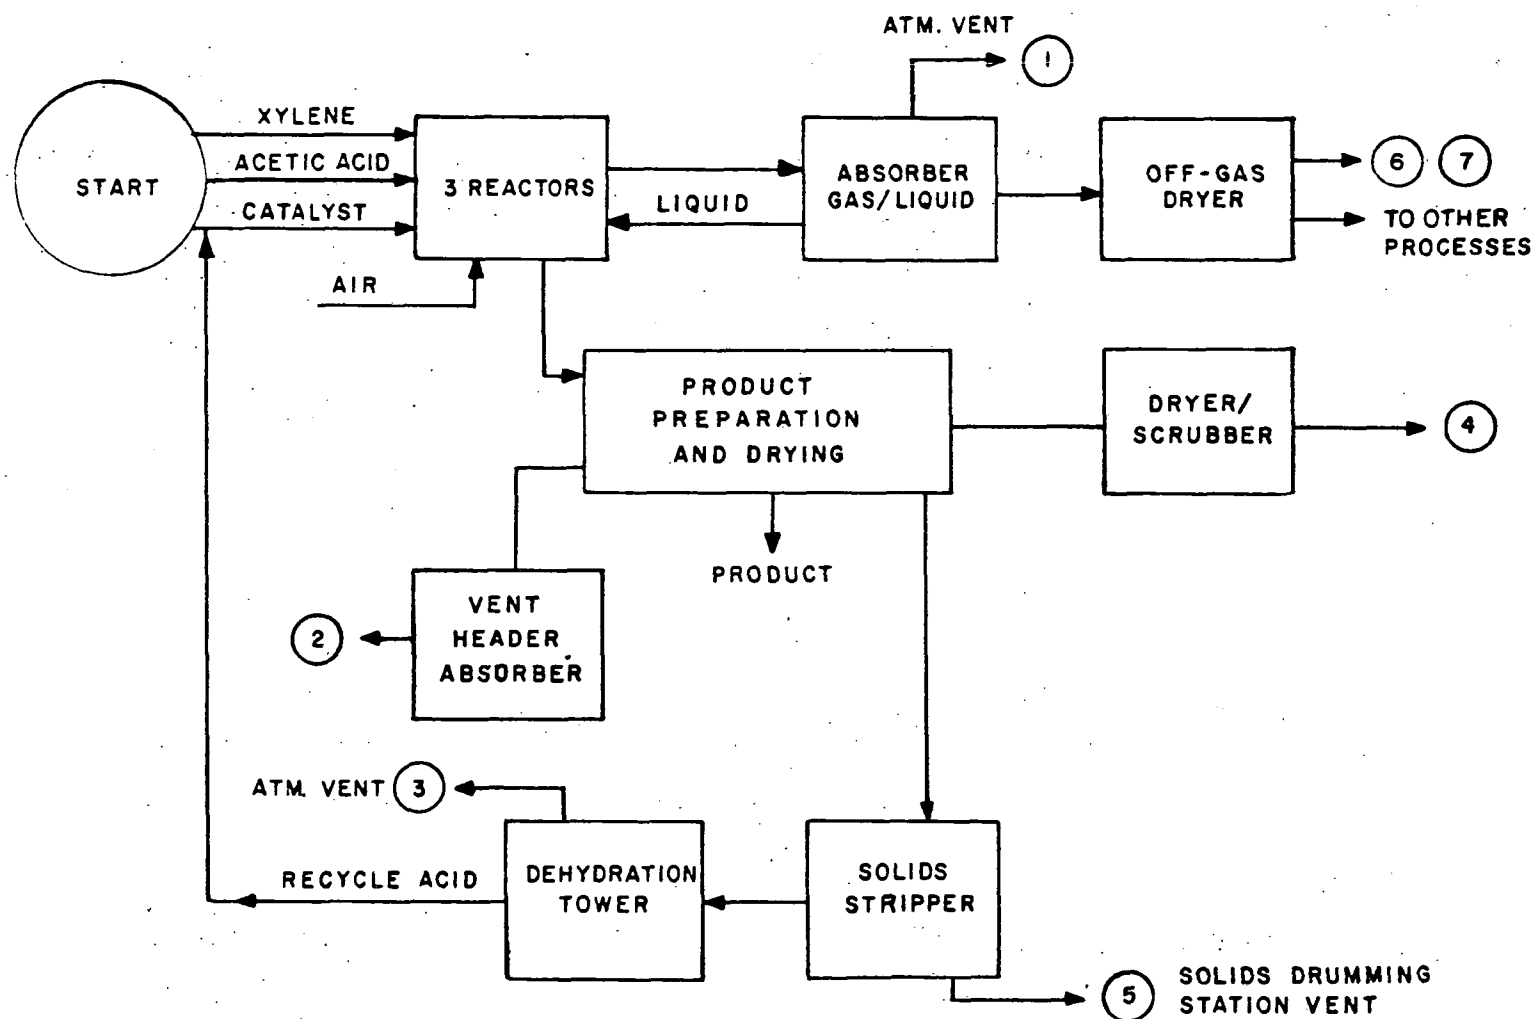 ATM. VENT
1
XYLENE
ACETIC ACID
START
CATALYST
3 REACTORS
LIQUID
ABSORBER
GAS/LIQUID
OFF-GAS
DRYER
6 7
TO OTHER
PROCESSES
AIR
PRODUCT
PREPARATION
AND DRYING
DRYER/
SCRUBBER
4
PRODUCT
VENT
HEADER
ABSORBER
2
ATM. VENT 3
RECYCLE ACID
DEHYDRATION
TOWER
SOLIDS
STRIPPER
5
SOLIDS DRUMMING
STATION VENT